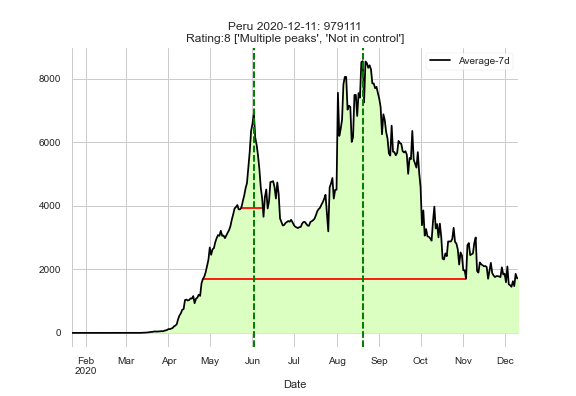 Peru 2020-12-11: 979111
Rating:8 ['Multiple peaks', 'Not in control']
Average-7d
8000
6000
4000
2000
0
Feb Mar Apr May Jun Jul Aug Sep Oct Nov Dec
2020
Date